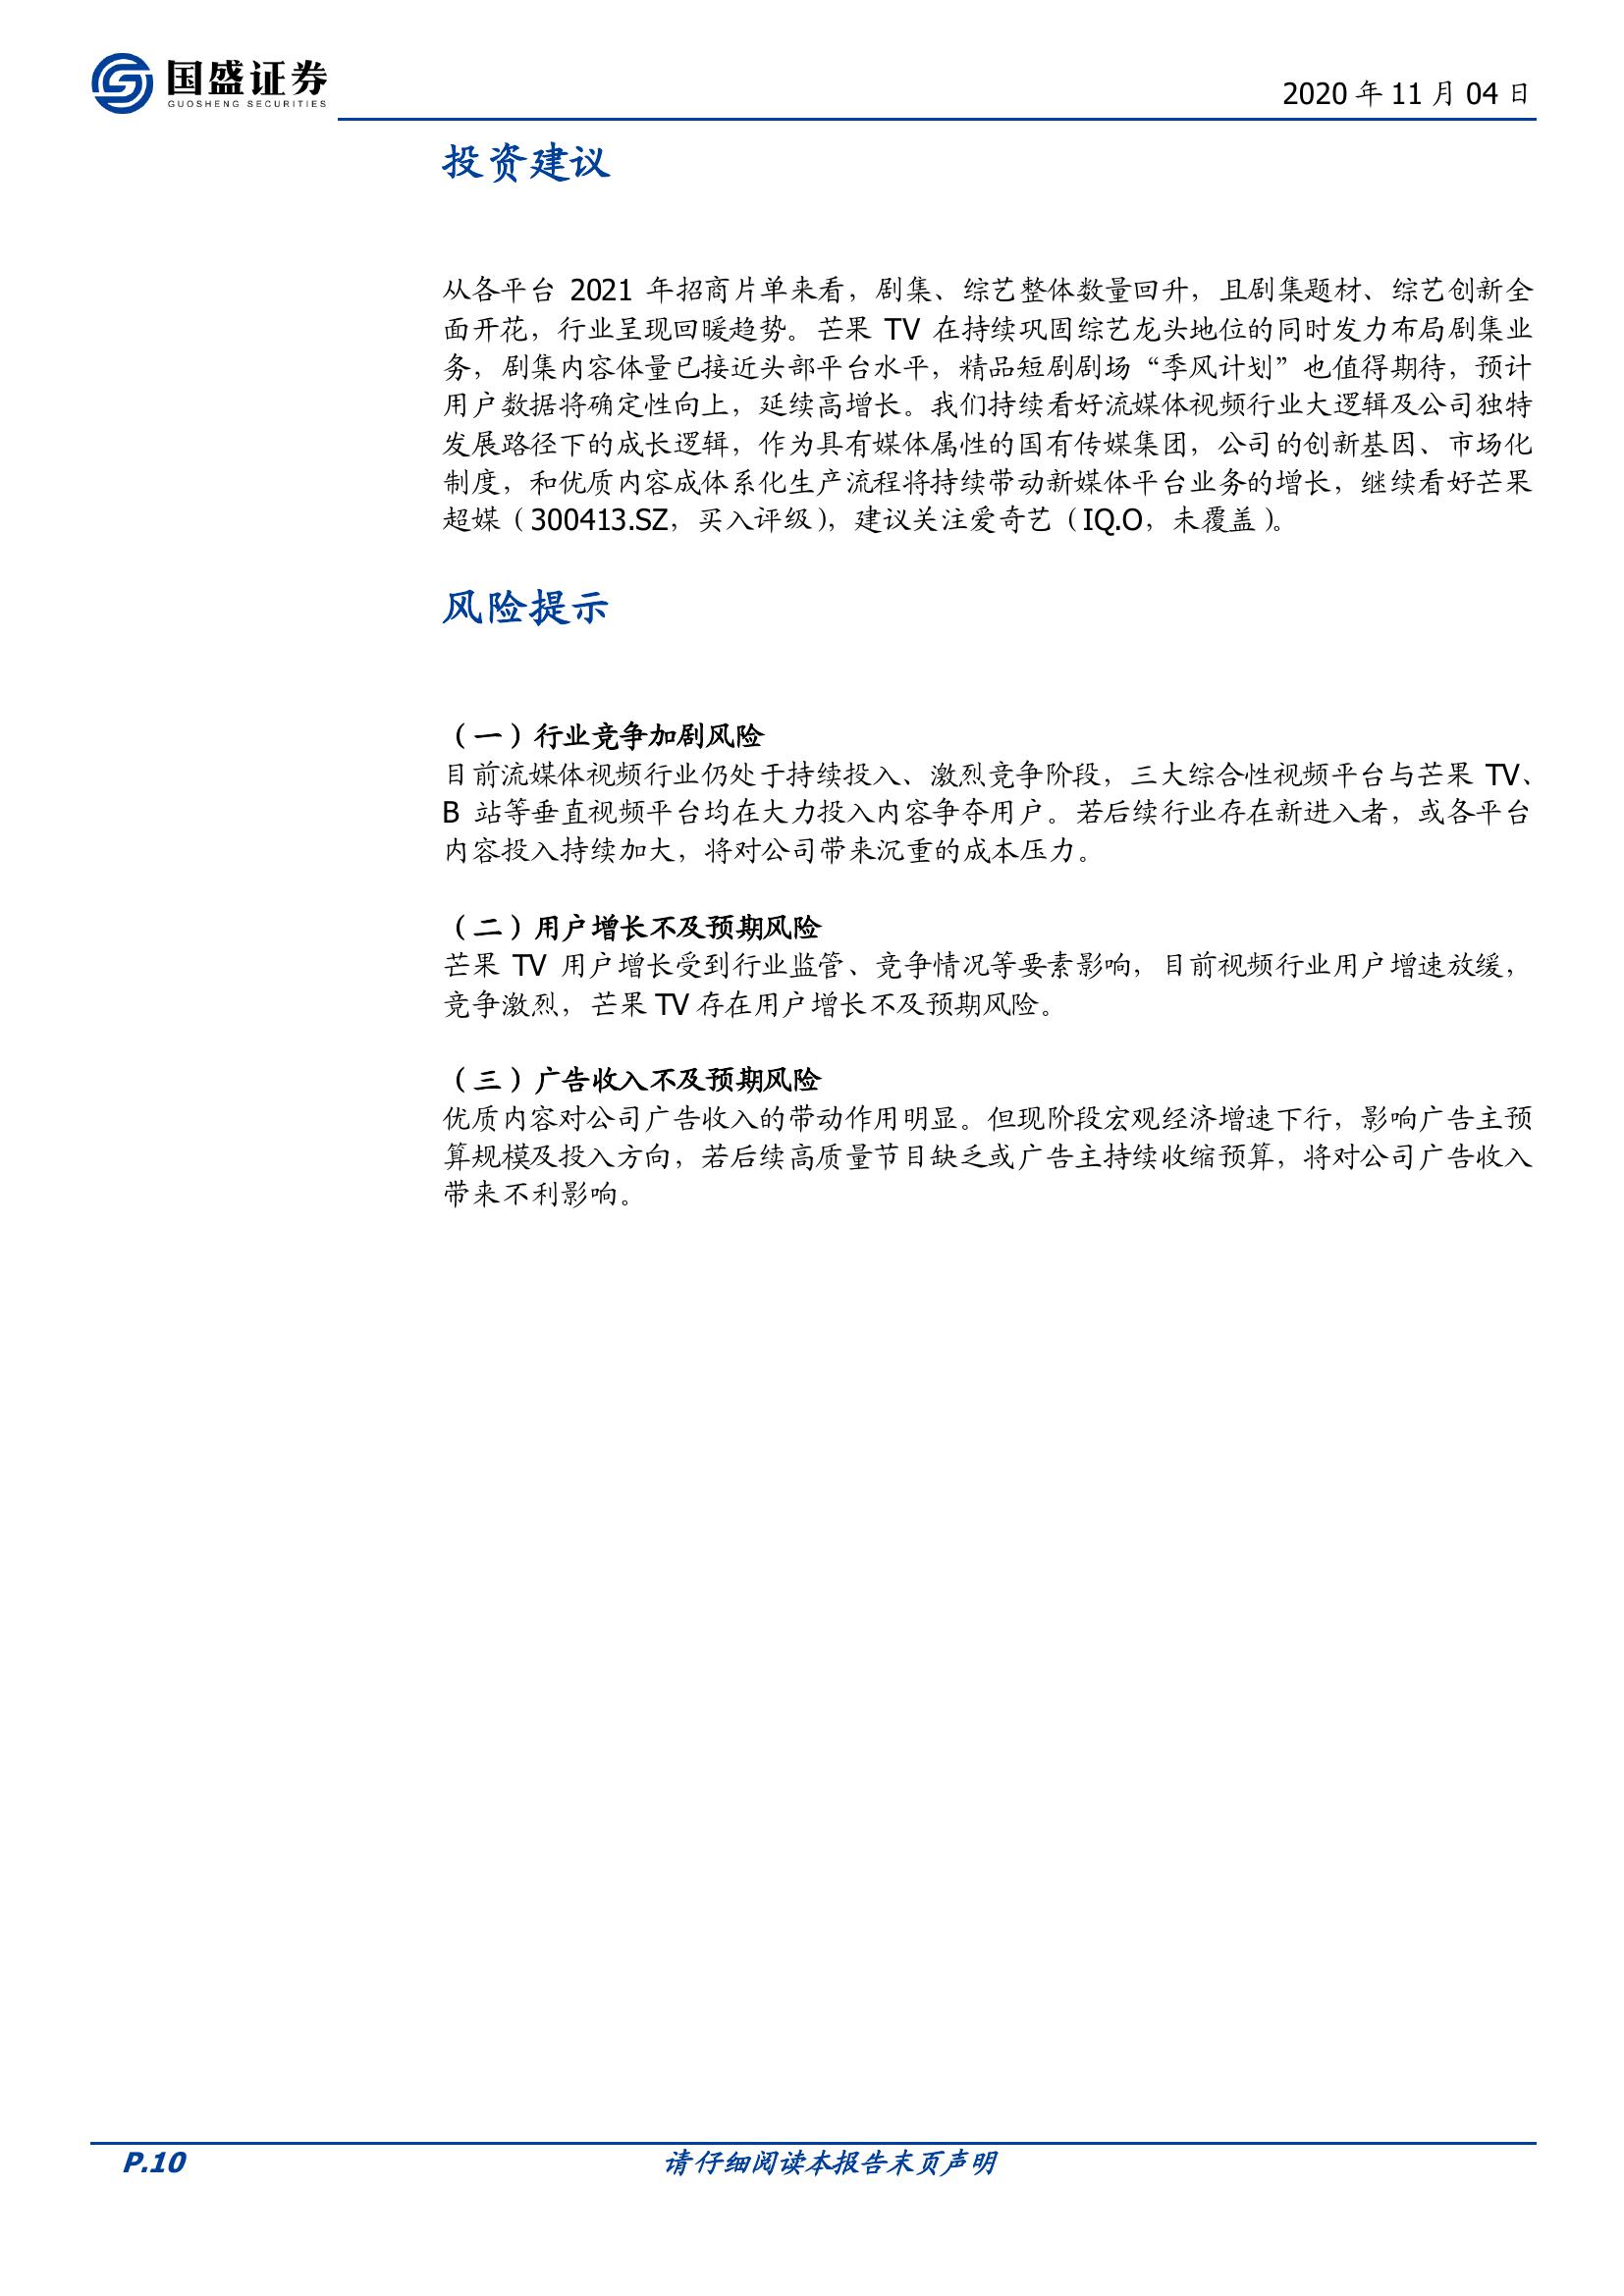 国盛证券
GUOSHENG SECURITIES
2020 年 11 月 04 日
投资建议
从各平台 2021 年招商片单来看，剧集、综艺整体数量回升，且剧集题材、综艺创新全
面开花，行业呈现回暖趋势。芒果 TV 在持续巩固综艺龙头地位的同时发力布局剧集业
务，剧集内容体量已接近头部平台水平，精品短剧剧场“季风计划”也值得期待，预计
用户数据将确定性向上，延续高增长。我们持续看好流媒体视频行业大逻辑及公司独特
发展路径下的成长逻辑，作为具有媒体属性的国有传媒集团，公司的创新基因、市场化
制度，和优质内容成体系化生产流程将持续带动新媒体平台业务的增长，继续看好芒果
超媒（300413.SZ，买入评级），建议关注爱奇艺（IQ.O，未覆盖）。
风险提示
（一）行业竞争加剧风险
目前流媒体视频行业仍处于持续投入、激烈竞争阶段，三大综合性视频平台与芒果 TV、
B 站等垂直视频平台均在大力投入内容争夺用户。若后续行业存在新进入者，或各平台
内容投入持续加大，将对公司带来沉重的成本压力。
（二）用户增长不及预期风险
芒果 TV 用户增长受到行业监管、竞争情况等要素影响，目前视频行业用户增速放缓，
竞争激烈，芒果 TV 存在用户增长不及预期风险。
（三）广告收入不及预期风险
优质内容对公司广告收入的带动作用明显。但现阶段宏观经济增速下行，影响广告主预
算规模及投入方向，若后续高质量节目缺乏或广告主持续收缩预算，将对公司广告收入
带来不利影响。
P.10
请仔细阅读本报告末页声明